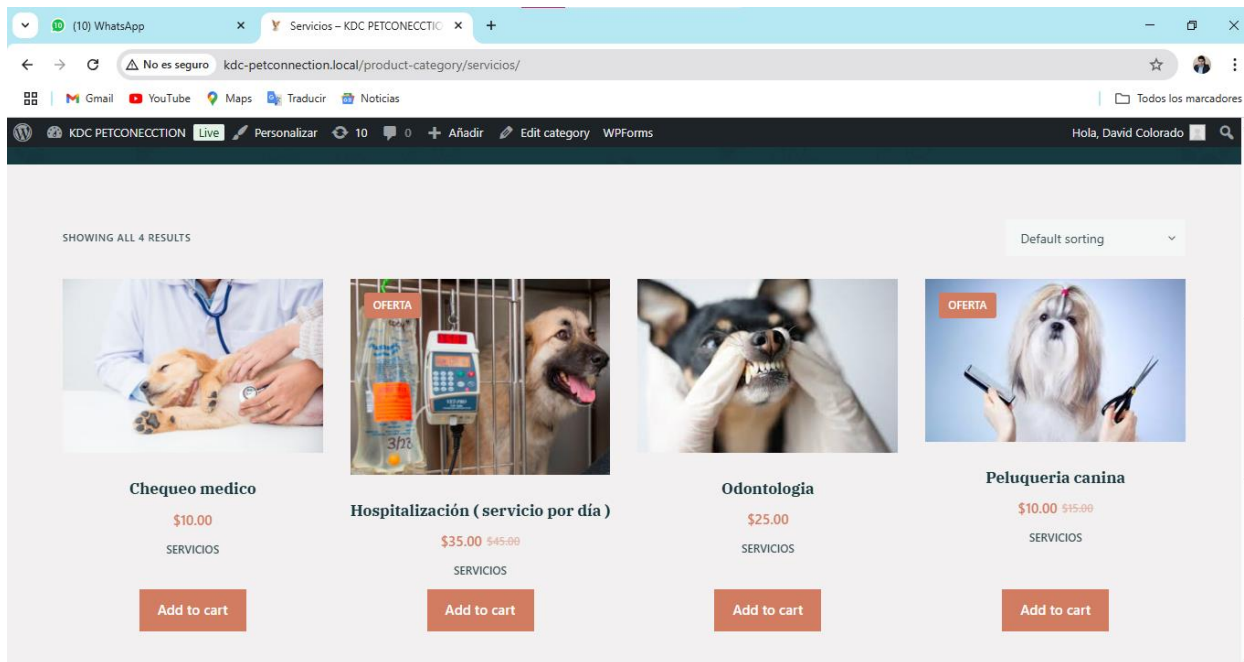 (10) WhatsApp
Servicios – KDC PETCONECCTIO
No es seguro kdc-petconnection.local/product-category/servicios/
Gmail YouTube Maps Traducir Noticias Todos los marcadores
KDC PETCONECCTION Live Personalizar 10 0 Añadir Edit category WPForms Hola, David Colorado
SHOWING ALL 4 RESULTS Default sorting
OFERTA
OFERTA
3/13
Chequeo medico
$10.00
SERVICIOS
Add to cart
Hospitalización ( servicio por día )
$35.00 $45.00
SERVICIOS
Add to cart
Odontologia
$25.00
SERVICIOS
Add to cart
Peluqueria canina
$10.00 $15.00
SERVICIOS
Add to cart